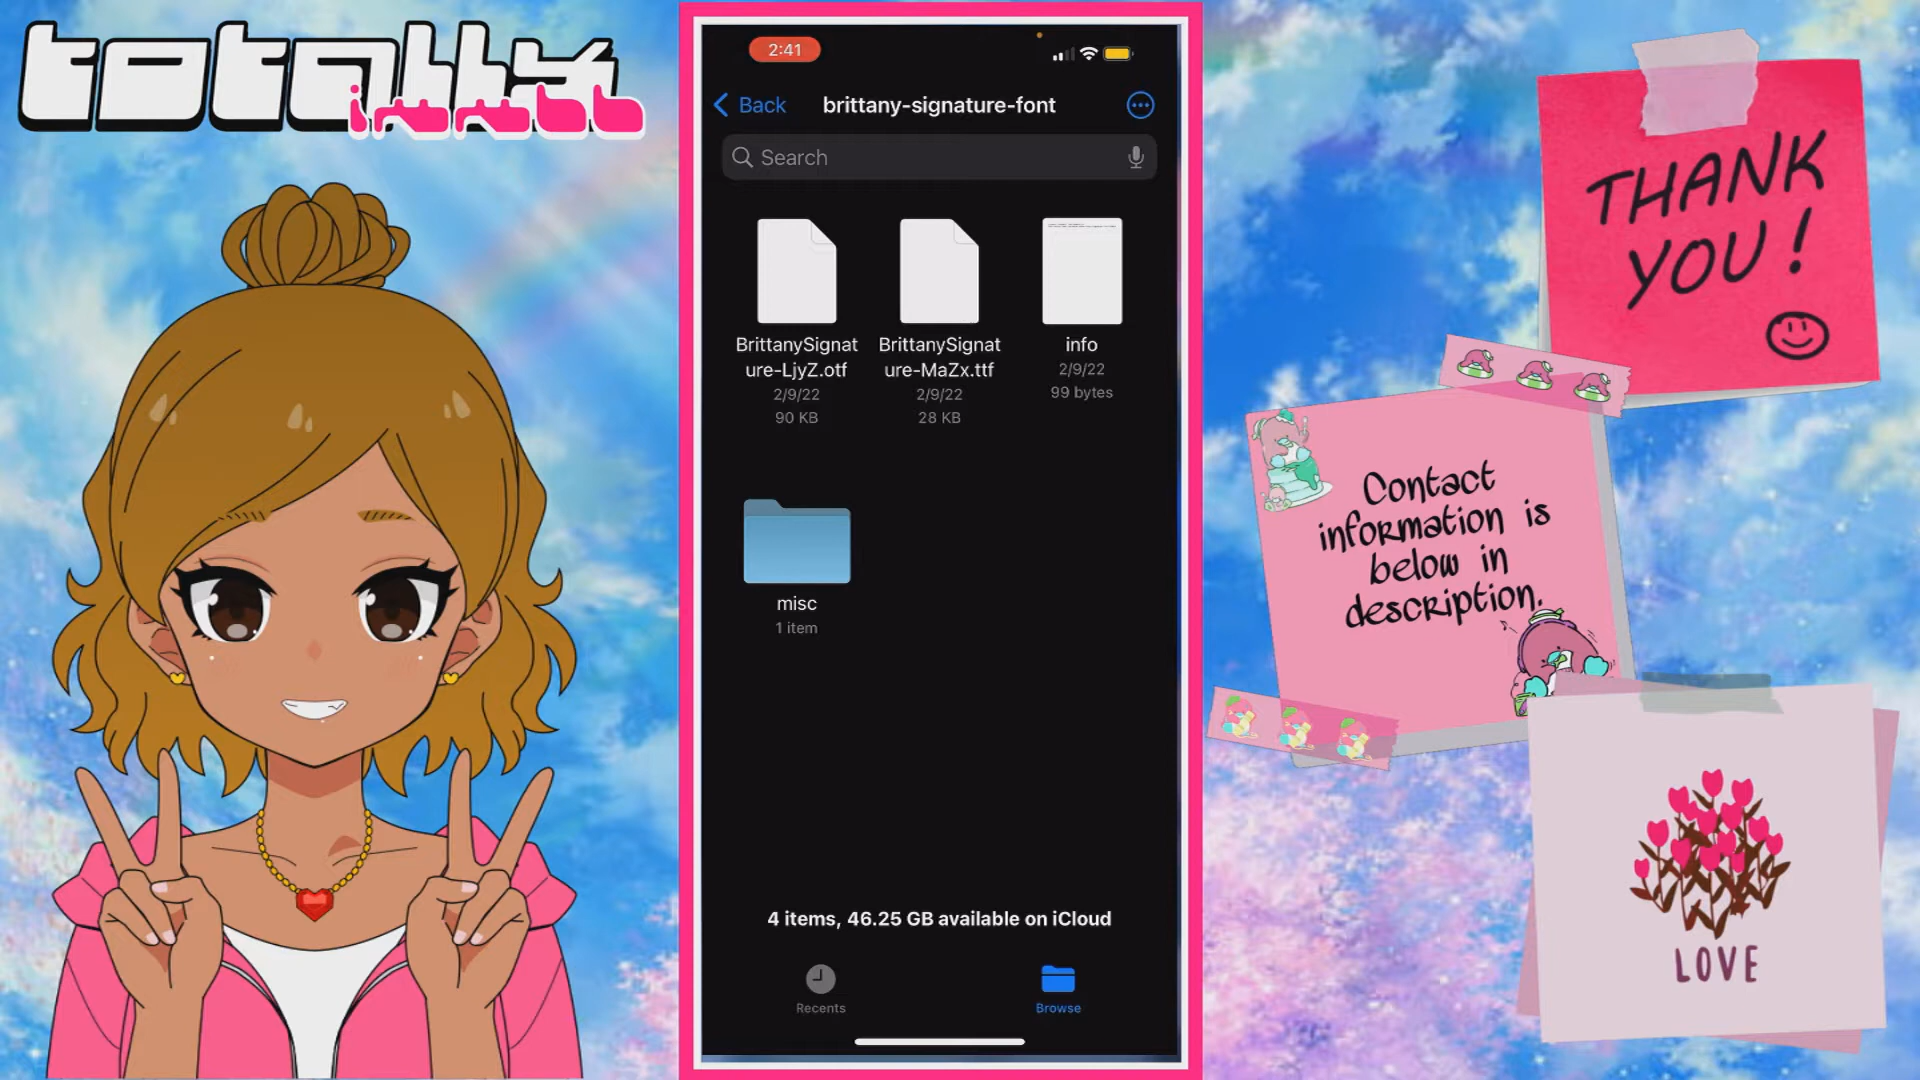 totally
innabb
2:41
Back
brittany-signature-font
Search
BrittanySignat
ure-LjyZ.otf
2/9/22
90 KB
BrittanySignat
ure-MaZx.ttf
2/9/22
28 KB
info
2/9/22
99 bytes
misc
1 item
4 items, 46.25 GB available on iCloud
Recents
Browse
THANK
YOU!
Contact
information is
below in
description.
LOVE